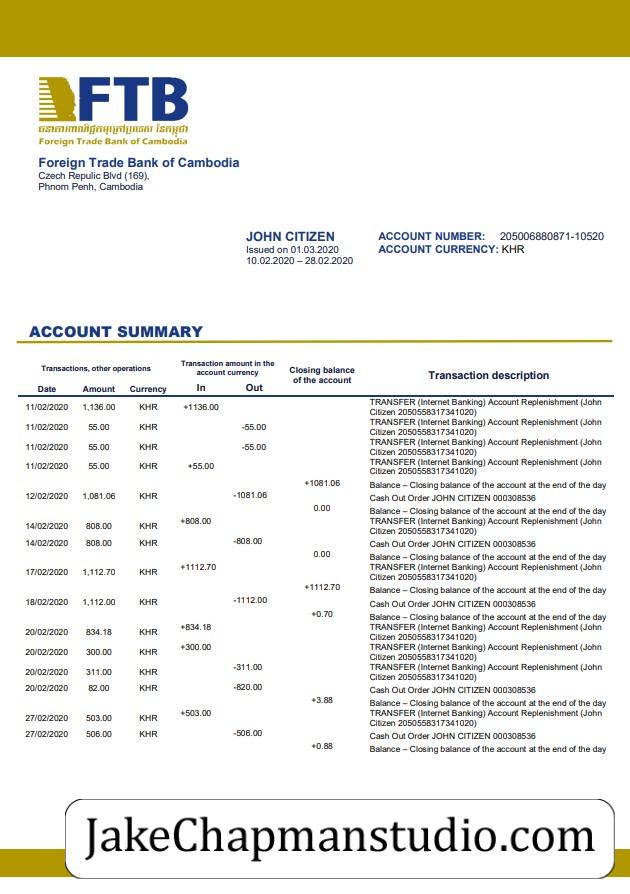 FTB
ធនាគារពាណិជ្ជកម្មក្រៅប្រទេស នៃកម្ពុជា
Foreign Trade Bank of Cambodia
Foreign Trade Bank of Cambodia
Czech Repulic Blvd (169),
Phnom Penh, Cambodia
JOHN CITIZEN
Issued on 01.03.2020
10.02.2020 – 28.02.2020
ACCOUNT NUMBER: 205006880871-10520
ACCOUNT CURRENCY: KHR
ACCOUNT SUMMARY
Transactions, other operations
Transaction amount in the
account currency
Closing balance
of the account
Transaction description
Date Amount Currency In Out
11/02/2020 1,136.00 KHR +1136.00 TRANSFER (Internet Banking) Account Replenishment (John
Citizen 2050558317341020)
11/02/2020 55.00 KHR -55.00 TRANSFER (Internet Banking) Account Replenishment (John
Citizen 2050558317341020)
11/02/2020 55.00 KHR -55.00 TRANSFER (Internet Banking) Account Replenishment (John
Citizen 2050558317341020)
11/02/2020 55.00 KHR +55.00 TRANSFER (Internet Banking) Account Replenishment (John
Citizen 2050558317341020)
+1081.06 Balance – Closing balance of the account at the end of the day
12/02/2020 1,081.06 KHR -1081.06 Cash Out Order JOHN CITIZEN 000308536
0.00 Balance – Closing balance of the account at the end of the day
14/02/2020 808.00 KHR +808.00 TRANSFER (Internet Banking) Account Replenishment (John
Citizen 2050558317341020)
14/02/2020 808.00 KHR -808.00 Cash Out Order JOHN CITIZEN 000308536
0.00 Balance – Closing balance of the account at the end of the day
17/02/2020 1,112.70 KHR +1112.70 TRANSFER (Internet Banking) Account Replenishment (John
Citizen 2050558317341020)
+1112.70 Balance – Closing balance of the account at the end of the day
18/02/2020 1,112.00 KHR -1112.00 Cash Out Order JOHN CITIZEN 000308536
+0.70 Balance – Closing balance of the account at the end of the day
20/02/2020 834.18 KHR +834.18 TRANSFER (Internet Banking) Account Replenishment (John
Citizen 2050558317341020)
20/02/2020 300.00 KHR +300.00 TRANSFER (Internet Banking) Account Replenishment (John
Citizen 2050558317341020)
20/02/2020 311.00 KHR -311.00 TRANSFER (Internet Banking) Account Replenishment (John
Citizen 2050558317341020)
20/02/2020 82.00 KHR -820.00 Cash Out Order JOHN CITIZEN 000308536
+3.88 Balance – Closing balance of the account at the end of the day
27/02/2020 503.00 KHR +503.00 TRANSFER (Internet Banking) Account Replenishment (John
Citizen 2050558317341020)
27/02/2020 506.00 KHR -506.00 Cash Out Order JOHN CITIZEN 000308536
+0.88 Balance – Closing balance of the account at the end of the day
JakeChapmanstudio.com